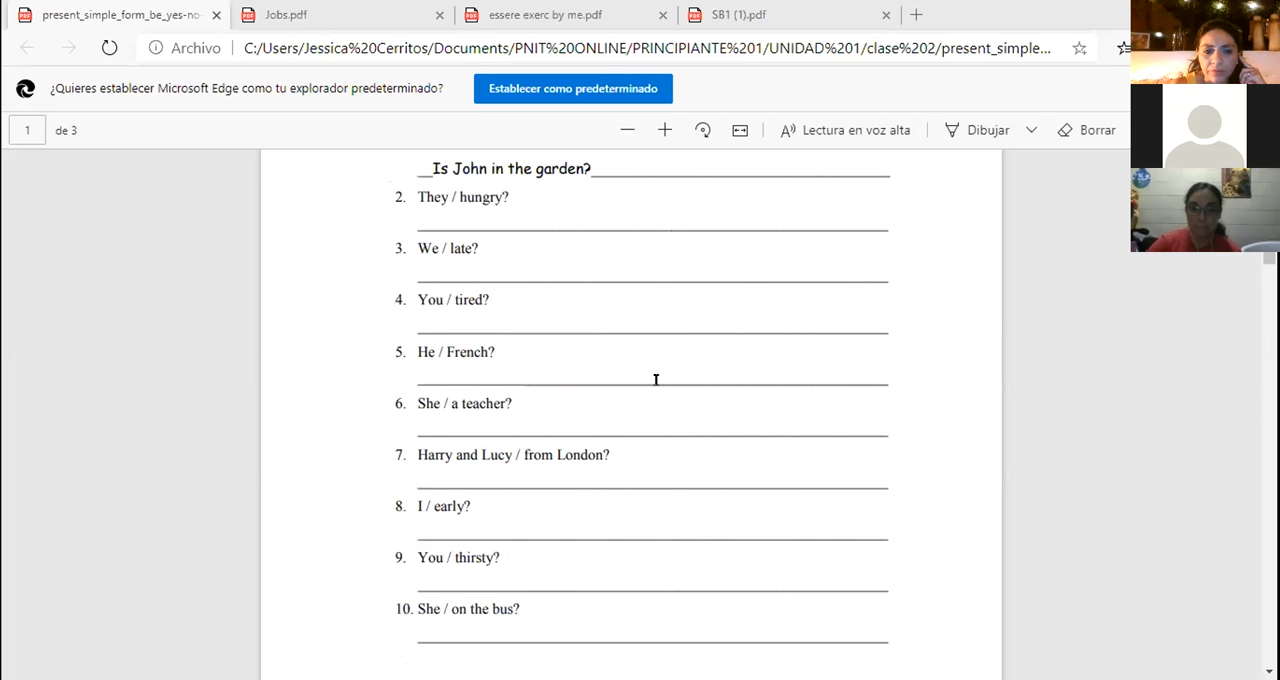 present_simple_form_be_yes-no-
Jobs.pdf
essere exerc by me.pdf
SB1 (1).pdf
Archivo
C:/Users/Jessica%20Cerritos/Documents/PNIT%20ONLINE/PRINCIPIANTE%201/UNIDAD%201/clase%202/present_simple...
¿Quieres establecer Microsoft Edge como tu explorador predeterminado?
Establecer como predeterminado
1 de 3
Lectura en voz alta
Dibujar
Borrar
__Is John in the garden?______
2. They / hungry?
3. We / late?
4. You / tired?
5. He / French?
6. She / a teacher?
7. Harry and Lucy / from London?
8. I / early?
9. You / thirsty?
10. She / on the bus?